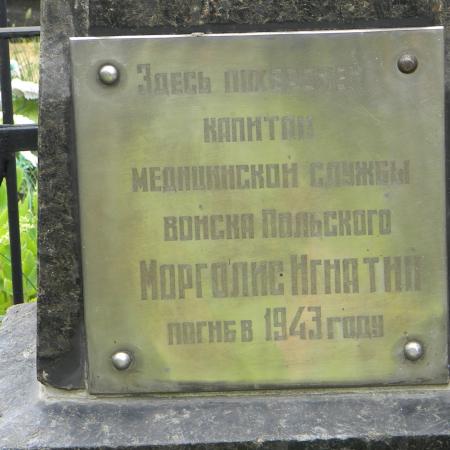 Здесь похоронен
капитан
медицинской службы
войска Польского
Морголис Игнатий
погиб в 1943 году